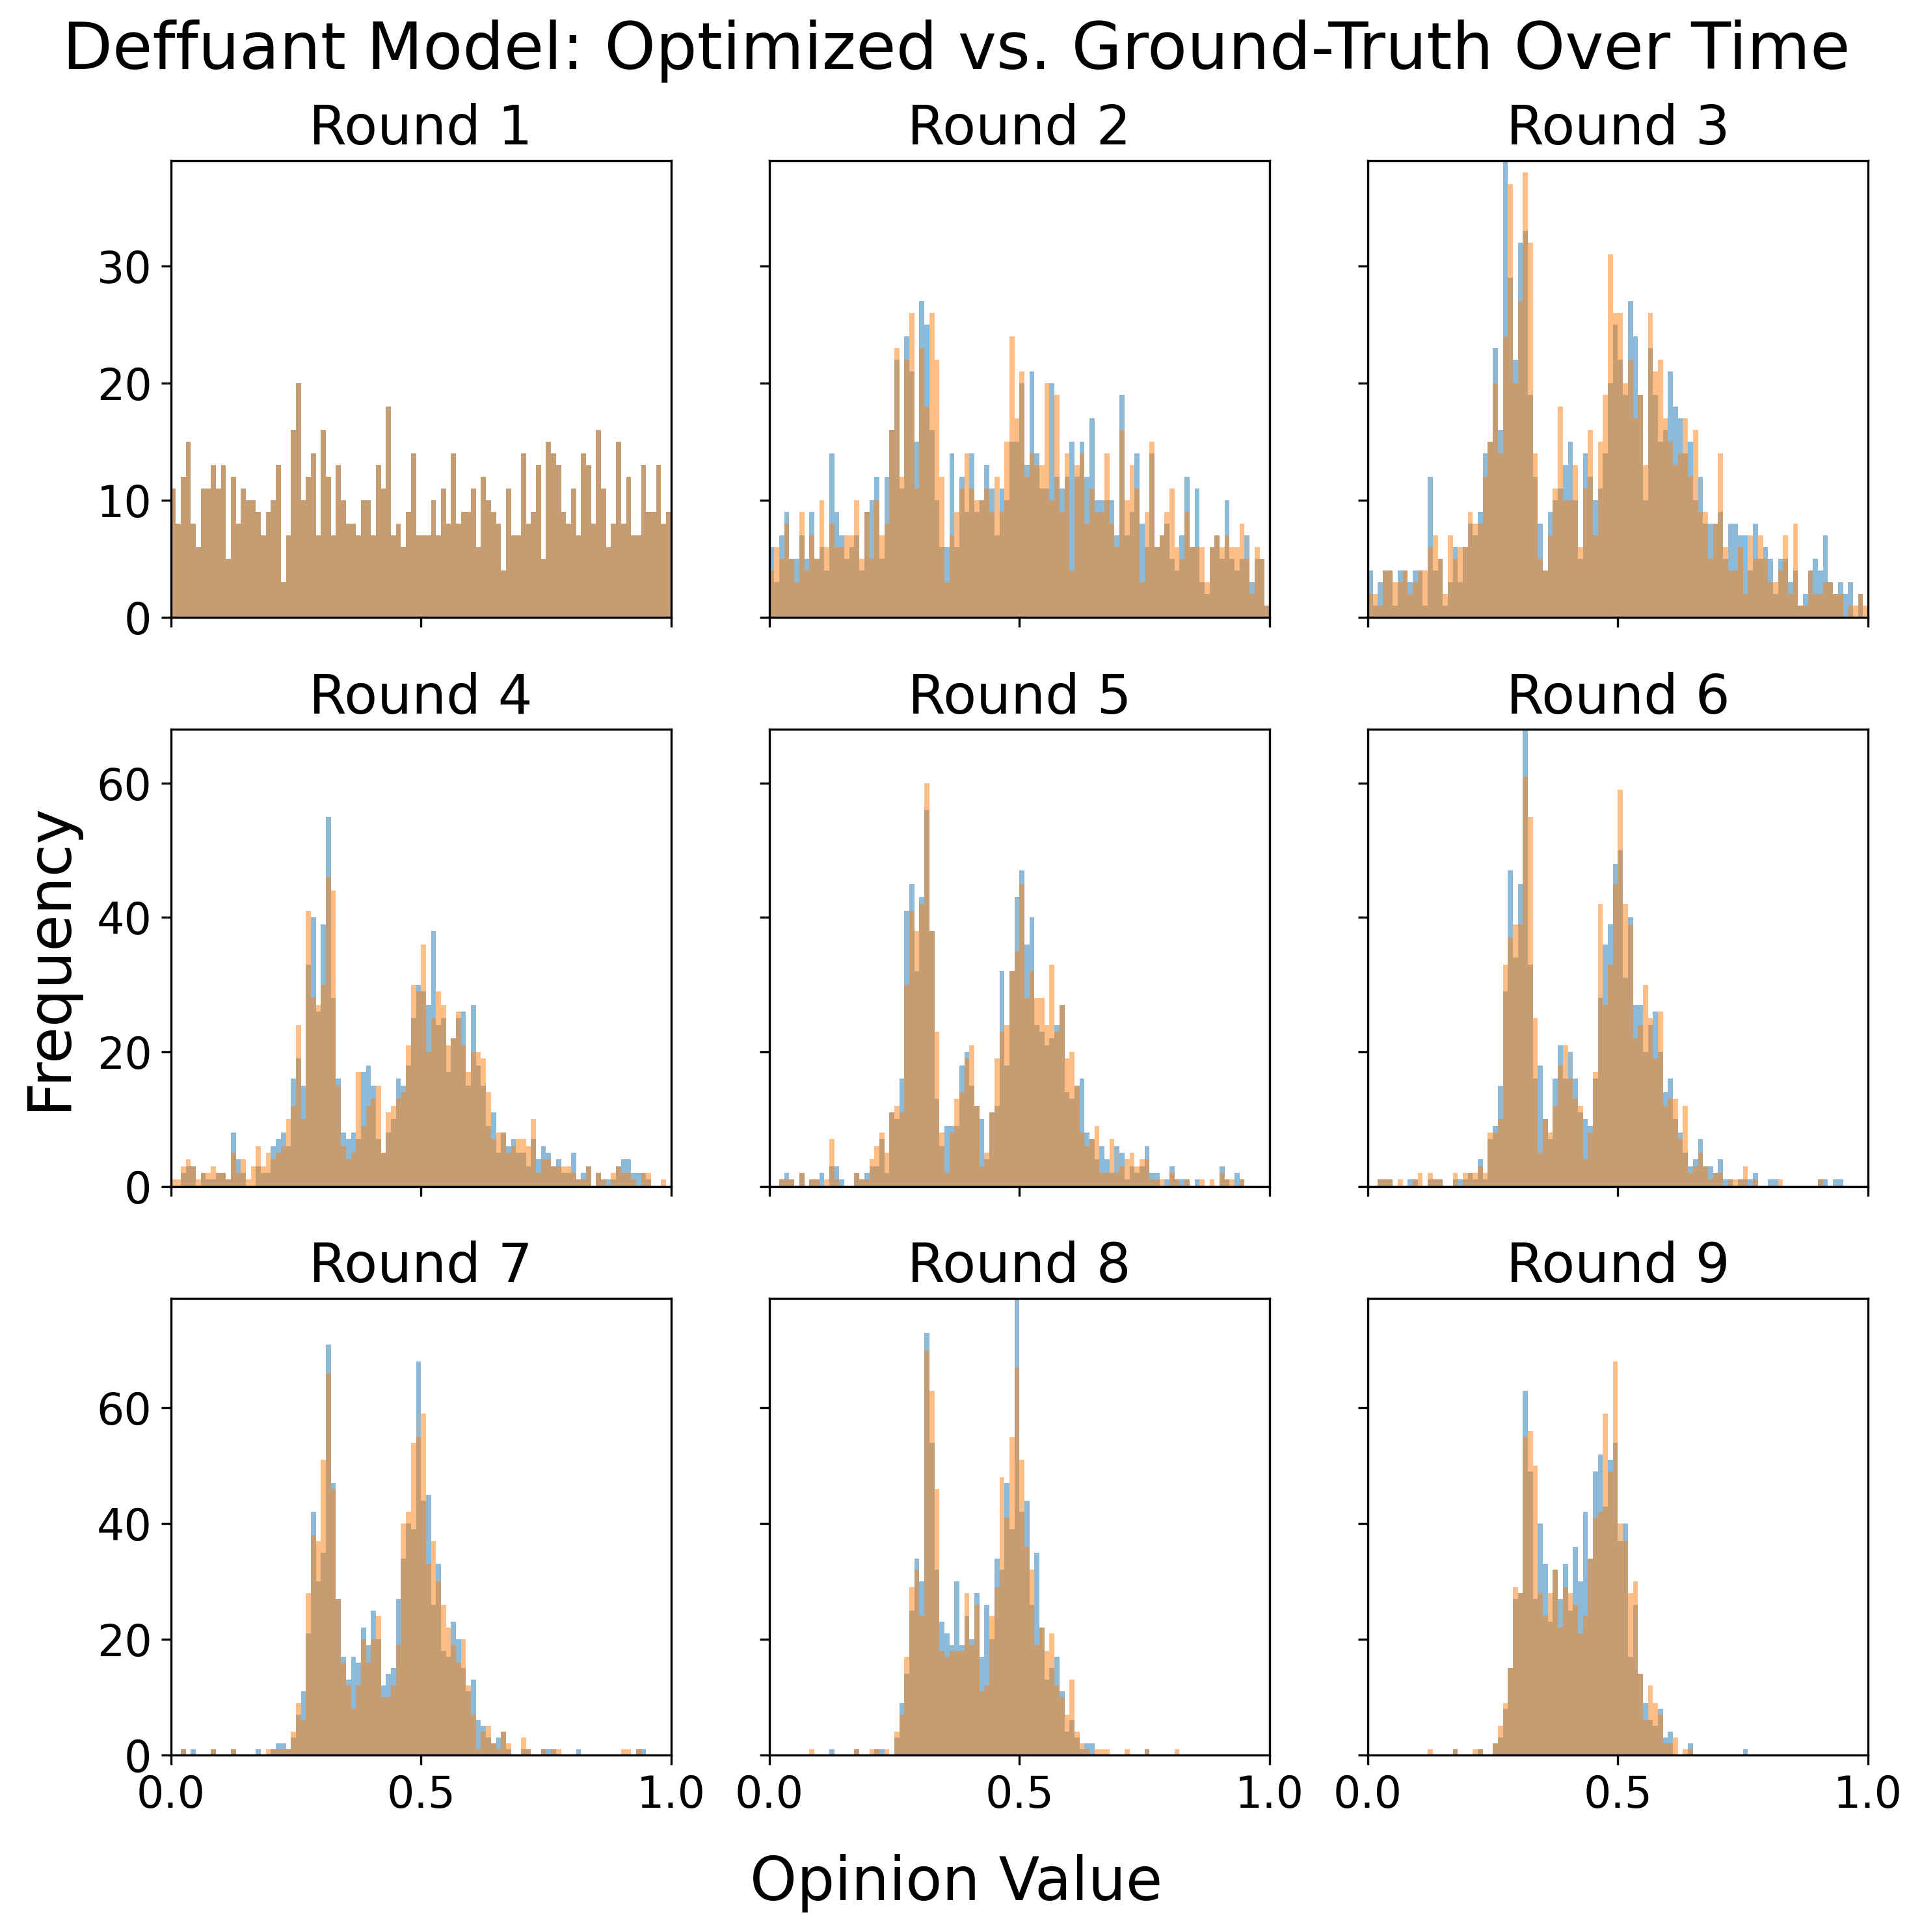 Deffuant Model: Optimized vs. Ground-Truth Over Time
Round 1
Round 2
Round 3
30
20
10
0
Round 4
Round 5
Round 6
60
40
20
0
Frequency
Round 7
Round 8
Round 9
60
40
20
0
0.0 0.5 1.0
0.0 0.5 1.0
0.0 0.5 1.0
Opinion Value